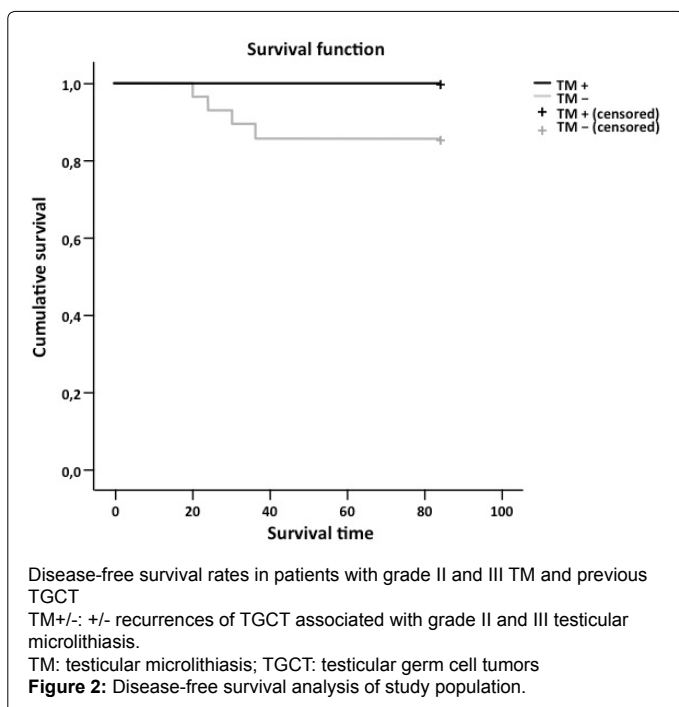 Survival function
TM +
TM –
TM + (censored)
TM – (censored)
Cumulative survival
1,0
0,8
0,6
0,4
0,2
0,0
0 20 40 60 80 100
Survival time
Disease-free survival rates in patients with grade II and III TM and previous
TGCT
TM+/-: +/- recurrences of TGCT associated with grade II and III testicular
microlithiasis.
TM: testicular microlithiasis; TGCT: testicular germ cell tumors
Figure 2: Disease-free survival analysis of study population.